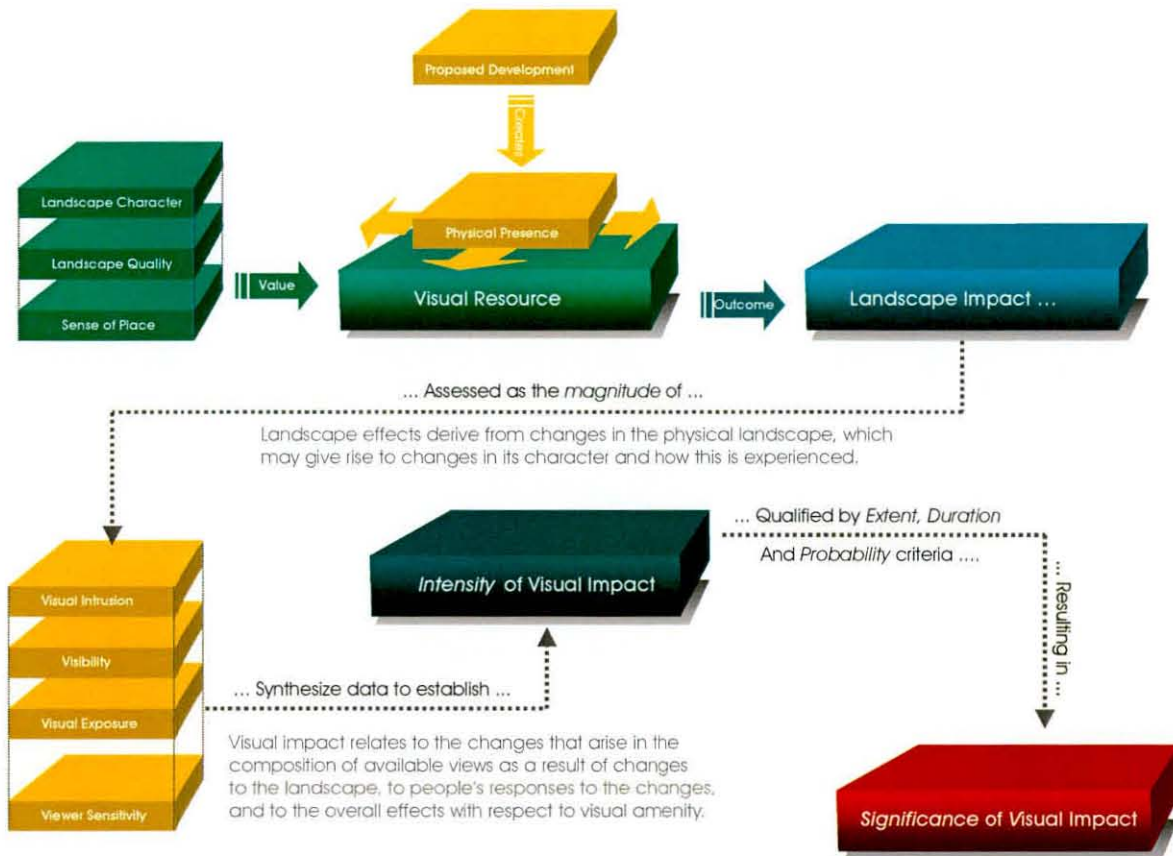 Proposed Development
Creates
Landscape Character
Landscape Quality
Sense of Place
Value
Physical Presence
Visual Resource
Outcome
Landscape Impact ...
... Assessed as the magnitude of ...
Landscape effects derive from changes in the physical landscape, which
may give rise to changes in its character and how this is experienced.
... Qualified by Extent, Duration
And Probability criteria ....
Intensity of Visual Impact
Visual Intrusion
Visibility
Visual Exposure
Viewer Sensitivity
... Synthesize data to establish ...
Visual impact relates to the changes that arise in the
composition of available views as a result of changes
to the landscape, to people's responses to the changes,
and to the overall effects with respect to visual amenity.
... Resulting in ...
Significance of Visual Impact